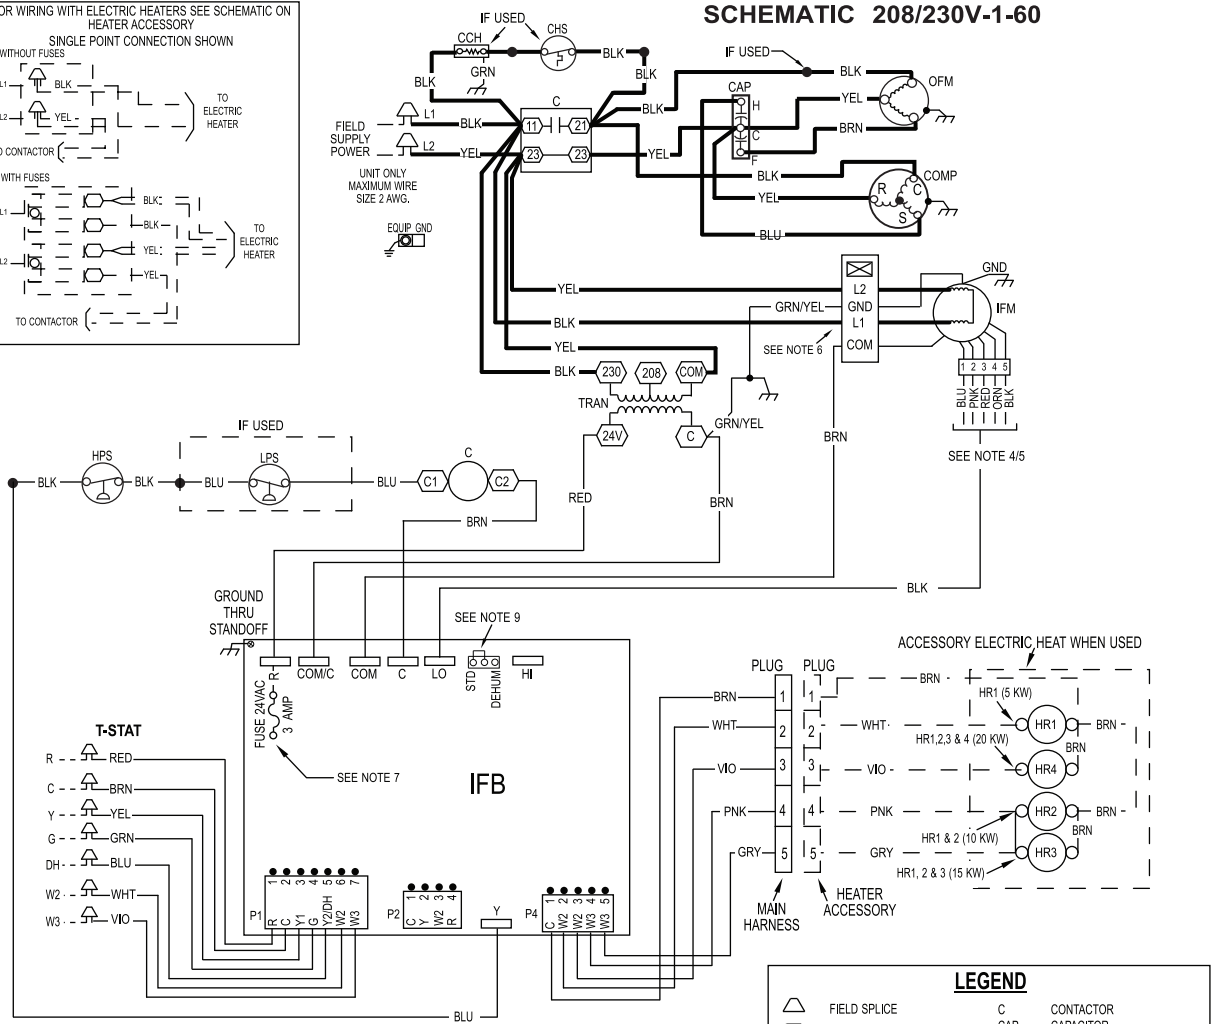 SCHEMATIC 208/230V-1-60
OR WIRING WITH ELECTRIC HEATERS SEE SCHEMATIC ON
HEATER ACCESSORY
SINGLE POINT CONNECTION SHOWN
WITHOUT FUSES
L1
BLK
L2
YEL
TO
ELECTRIC
HEATER
O CONTACTOR
WITH FUSES
L1
BLK
BLK
YEL
L2
YEL
TO
ELECTRIC
HEATER
TO CONTACTOR
IF USED
CCH
CHS
GRN
BLK
BLK
BLK
IF USED
BLK
OFM
CAP
H
C
F
YEL
BRN
BLK
FIELD
SUPPLY
POWER
L1
BLK
L2
YEL
C
11
21
23
23
YEL
UNIT ONLY
MAXIMUM WIRE
SIZE 2 AWG.
EQUIP GND
BLK
COMP
R
C
S
YEL
BLU
YEL
L2
GND
L1
COM
GRN/YEL
GND
IFM
BLK
SEE NOTE 6
YEL
BLK
230
208
COM
TRAN
24V
C
GRN/YEL
1 2 3 4 5
BLU
PNK
RED
ORN
BLK
SEE NOTE 4/5
BRN
IF USED
HPS
LPS
C
BLK
BLK
BLU
BLU
C1
C2
BRN
RED
BRN
BLK
GROUND
THRU
STANDOFF
SEE NOTE 9
R
COM/C
COM
C
LO
STD
DEHUM
HI
FUSE 24VAC
3 AMP
SEE NOTE 7
IFB
T-STAT
R
RED
C
BRN
Y
YEL
G
GRN
DH
BLU
W2
WHT
W3
VIO
P1
1 2 3 4 5 6 7
R
C
Y1
G
Y2/DH
W2
W3
P2
1 2 3 4
C
Y
W2
R
Y
P4
1 2 3 4 5
C
W2
W2
W3
W3
BLU
ACCESSORY ELECTRIC HEAT WHEN USED
PLUG
PLUG
BRN
1
1
BRN
WHT
2
2
WHT
VIO
3
3
VIO
PNK
4
4
PNK
GRY
5
5
GRY
MAIN
HARNESS
HEATER
ACCESSORY
HR1 (5 KW)
HR1
BRN
HR1,2,3 & 4 (20 KW)
BRN
HR4
HR2
BRN
HR1 & 2 (10 KW)
BRN
HR3
HR1, 2 & 3 (15 KW)
LEGEND
FIELD SPLICE
C CONTACTOR
CAP CAPACITOR